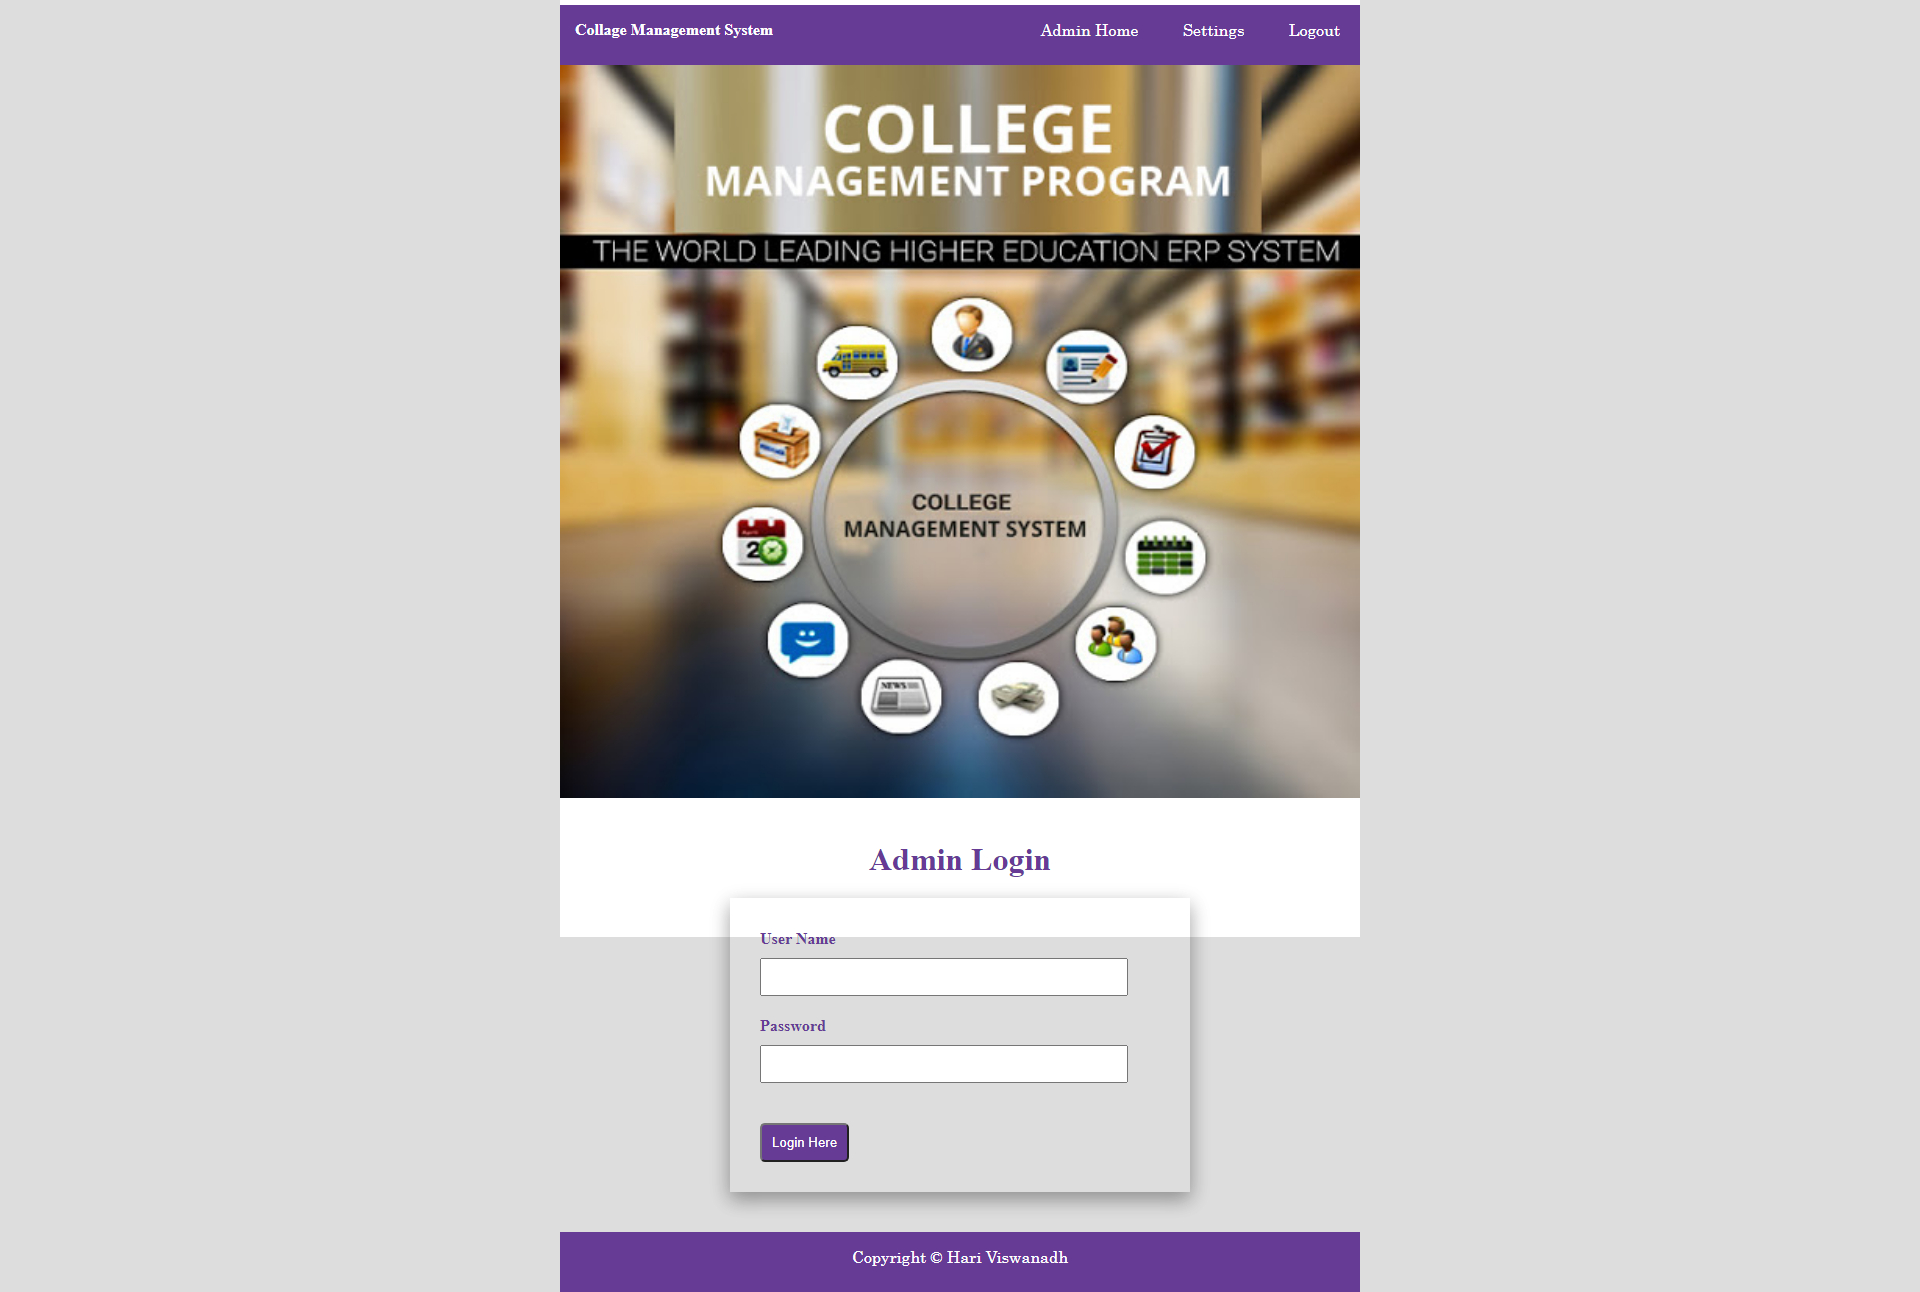 Collage Management System
Admin Home Settings Logout
COLLEGE
MANAGEMENT PROGRAM
THE WORLD LEADING HIGHER EDUCATION ERP SYSTEM
COLLEGE
MANAGEMENT SYSTEM
2
NEWS
Admin Login
User Name
Password
Login Here
Copyright © Hari Viswanadh